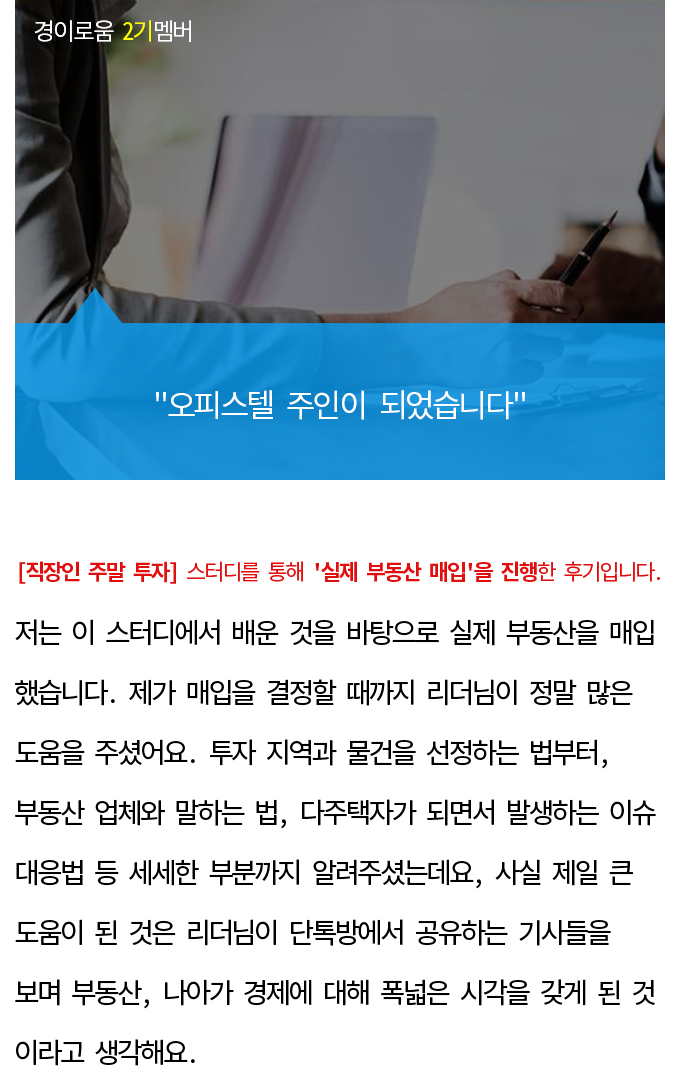 경이로움 2기멤버
"오피스텔 주인이 되었습니다"
[직장인 주말 투자] 스터디를 통해 '실제 부동산 매입'을 진행한 후기입니다.
저는 이 스터디에서 배운 것을 바탕으로 실제 부동산을 매입
했습니다. 제가 매입을 결정할 때까지 리더님이 정말 많은
도움을 주셨어요. 투자 지역과 물건을 선정하는 법부터,
부동산 업체와 말하는 법, 다주택자가 되면서 발생하는 이슈
대응법 등 세세한 부분까지 알려주셨는데요, 사실 제일 큰
도움이 된 것은 리더님이 단톡방에서 공유하는 기사들을
보며 부동산, 나아가 경제에 대해 폭넓은 시각을 갖게 된 것
이라고 생각해요.